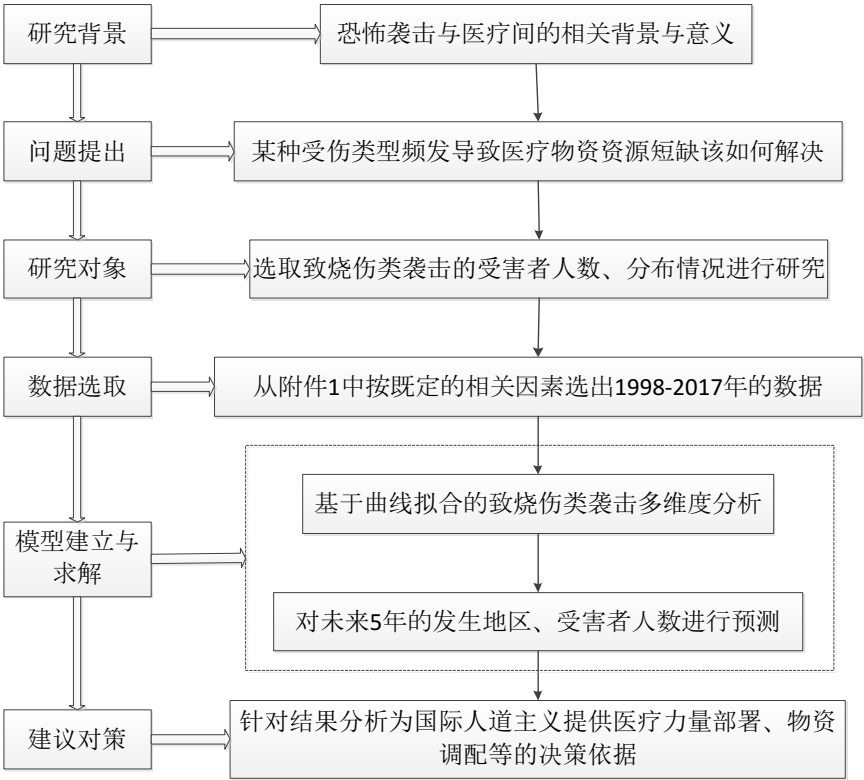 研究背景
恐怖袭击与医疗间的相关背景与意义
问题提出
某种受伤类型频发导致医疗物资资源短缺该如何解决
研究对象
选取致烧伤类袭击的受害者人数、分布情况进行研究
数据选取
从附件1中按既定的相关因素选出1998-2017年的数据
模型建立与
求解
基于曲线拟合的致烧伤类袭击多维度分析
对未来5年的发生地区、受害者人数进行预测
建议对策
针对结果分析为国际人道主义提供医疗力量部署、物资
调配等的决策依据